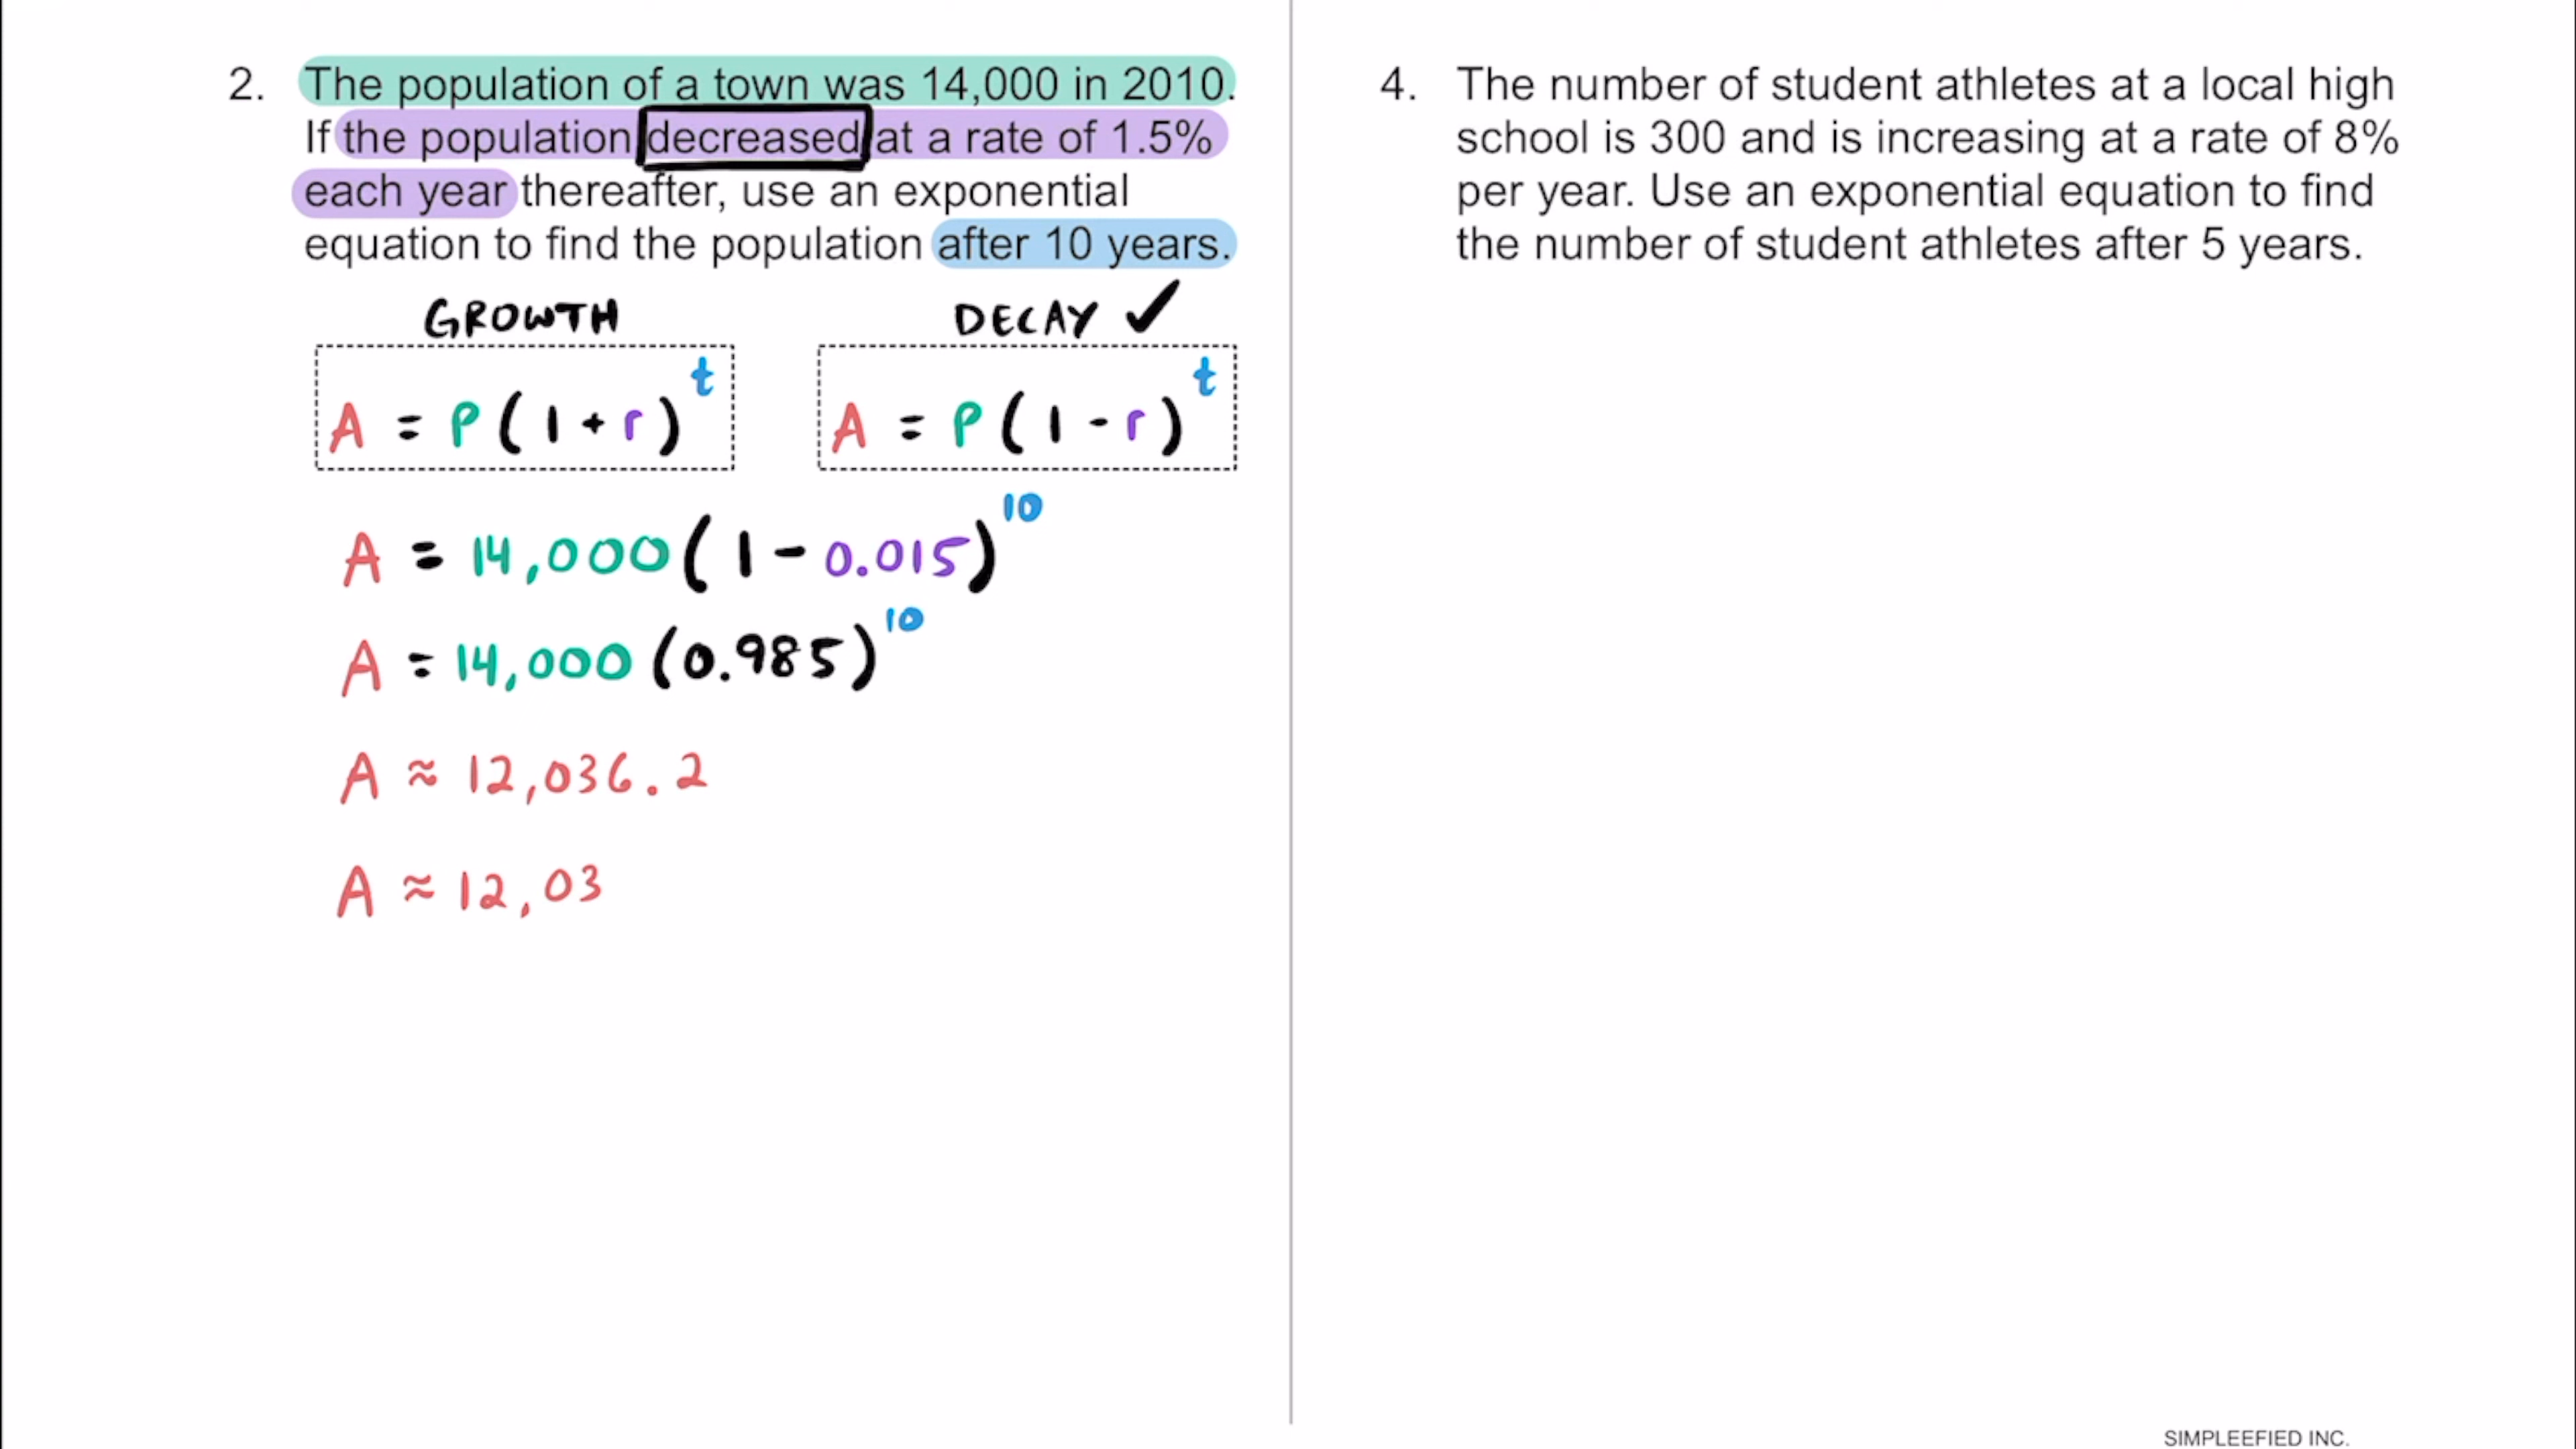 2. The population of a town was 14,000 in 2010.
If the population decreased at a rate of 1.5%
each year thereafter, use an exponential
equation to find the population after 10 years.
GROWTH
A = P(1+r)^t
DECAY ✓
A = P(1-r)^t
A = 14,000(1-0.015)^10
A = 14,000(0.985)^10
A ≈ 12,036.2
A ≈ 12,03
4. The number of student athletes at a local high
school is 300 and is increasing at a rate of 8%
per year. Use an exponential equation to find
the number of student athletes after 5 years.
SIMPLEEFIED INC.